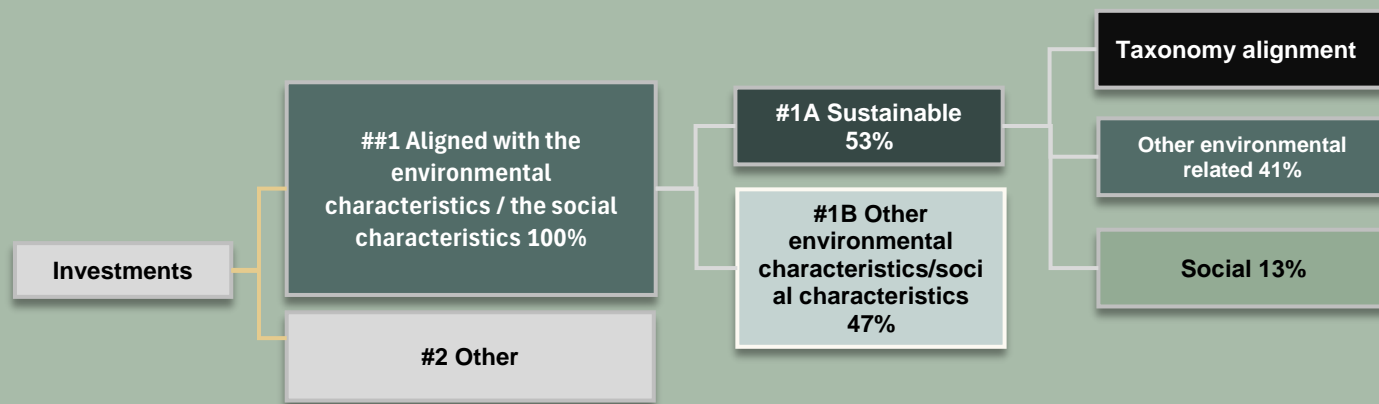 Investments
##1 Aligned with the
environmental
characteristics / the social
characteristics 100%
#2 Other
#1A Sustainable
53%
#1B Other
environmental
characteristics/soci
al characteristics
47%
Taxonomy alignment
Other environmental
related 41%
Social 13%